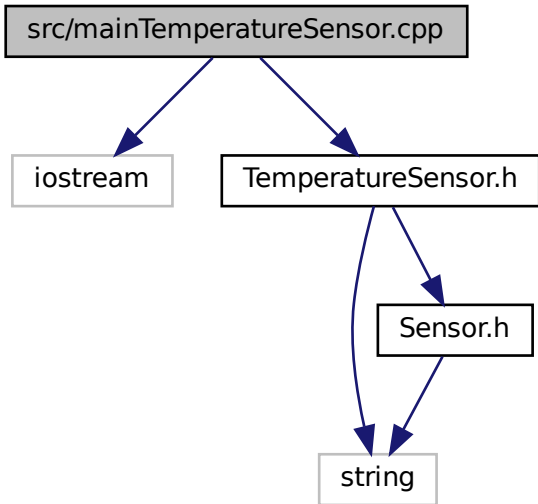 src/mainTemperatureSensor.cpp
iostream
TemperatureSensor.h
Sensor.h
string